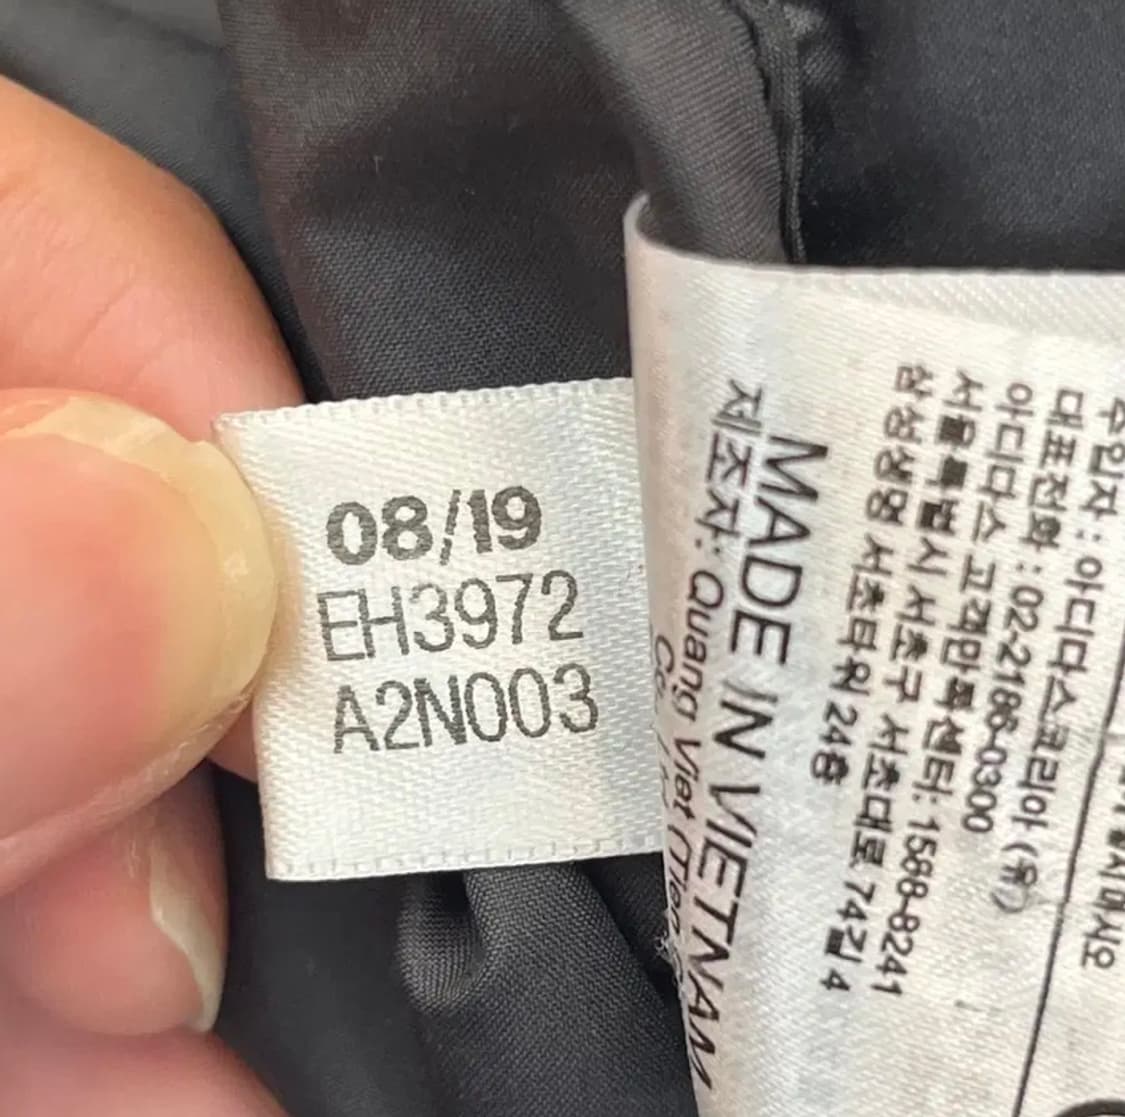 08/19
EH3972
A2N003
수입자: 아디다스코리아 (유)
대표전화: 02-2186-0300
아디다스 고객만족센터: 1588-8241
서울특별시 서초구 서초대로 74길 4
삼성생명 서초타워 24층
MADE IN VIETNAM
제조자: Quang Viet (Tien